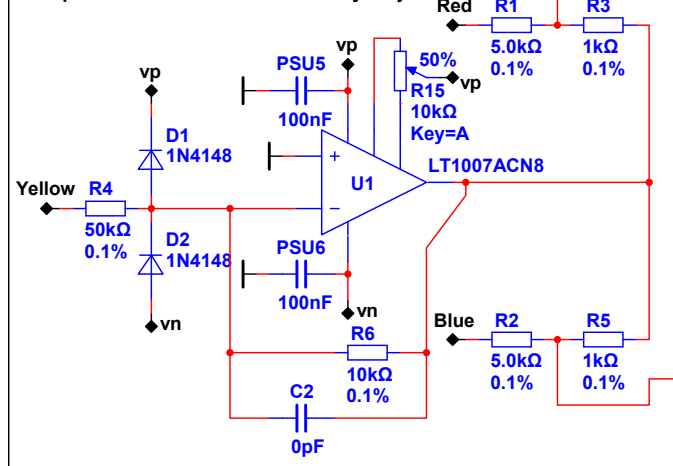 Red
R1
R3
5.0kΩ
0.1%
1kΩ
0.1%
vp
50%
PSU5
vp
R15
10kΩ
Key=A
100nF
vp
D1
1N4148
+
U1
−
LT1007ACN8
Yellow
R4
50kΩ
0.1%
D2
1N4148
PSU6
100nF
vn
vn
Blue
R2
R5
5.0kΩ
0.1%
1kΩ
0.1%
R6
10kΩ
0.1%
C2
0pF